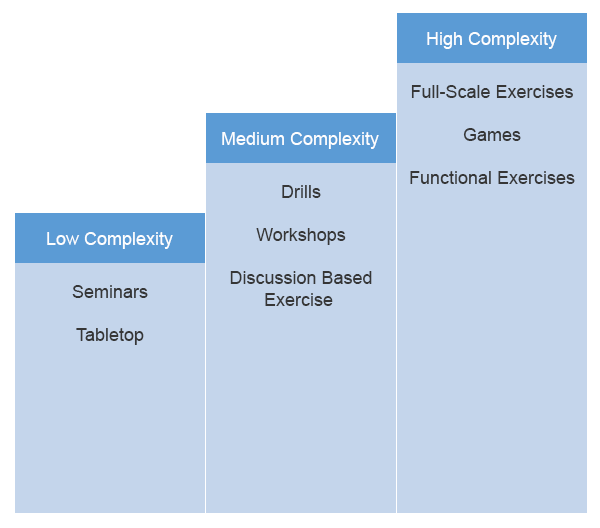 High Complexity
Full-Scale Exercises
Games
Functional Exercises
Medium Complexity
Drills
Workshops
Discussion Based
Exercise
Low Complexity
Seminars
Tabletop